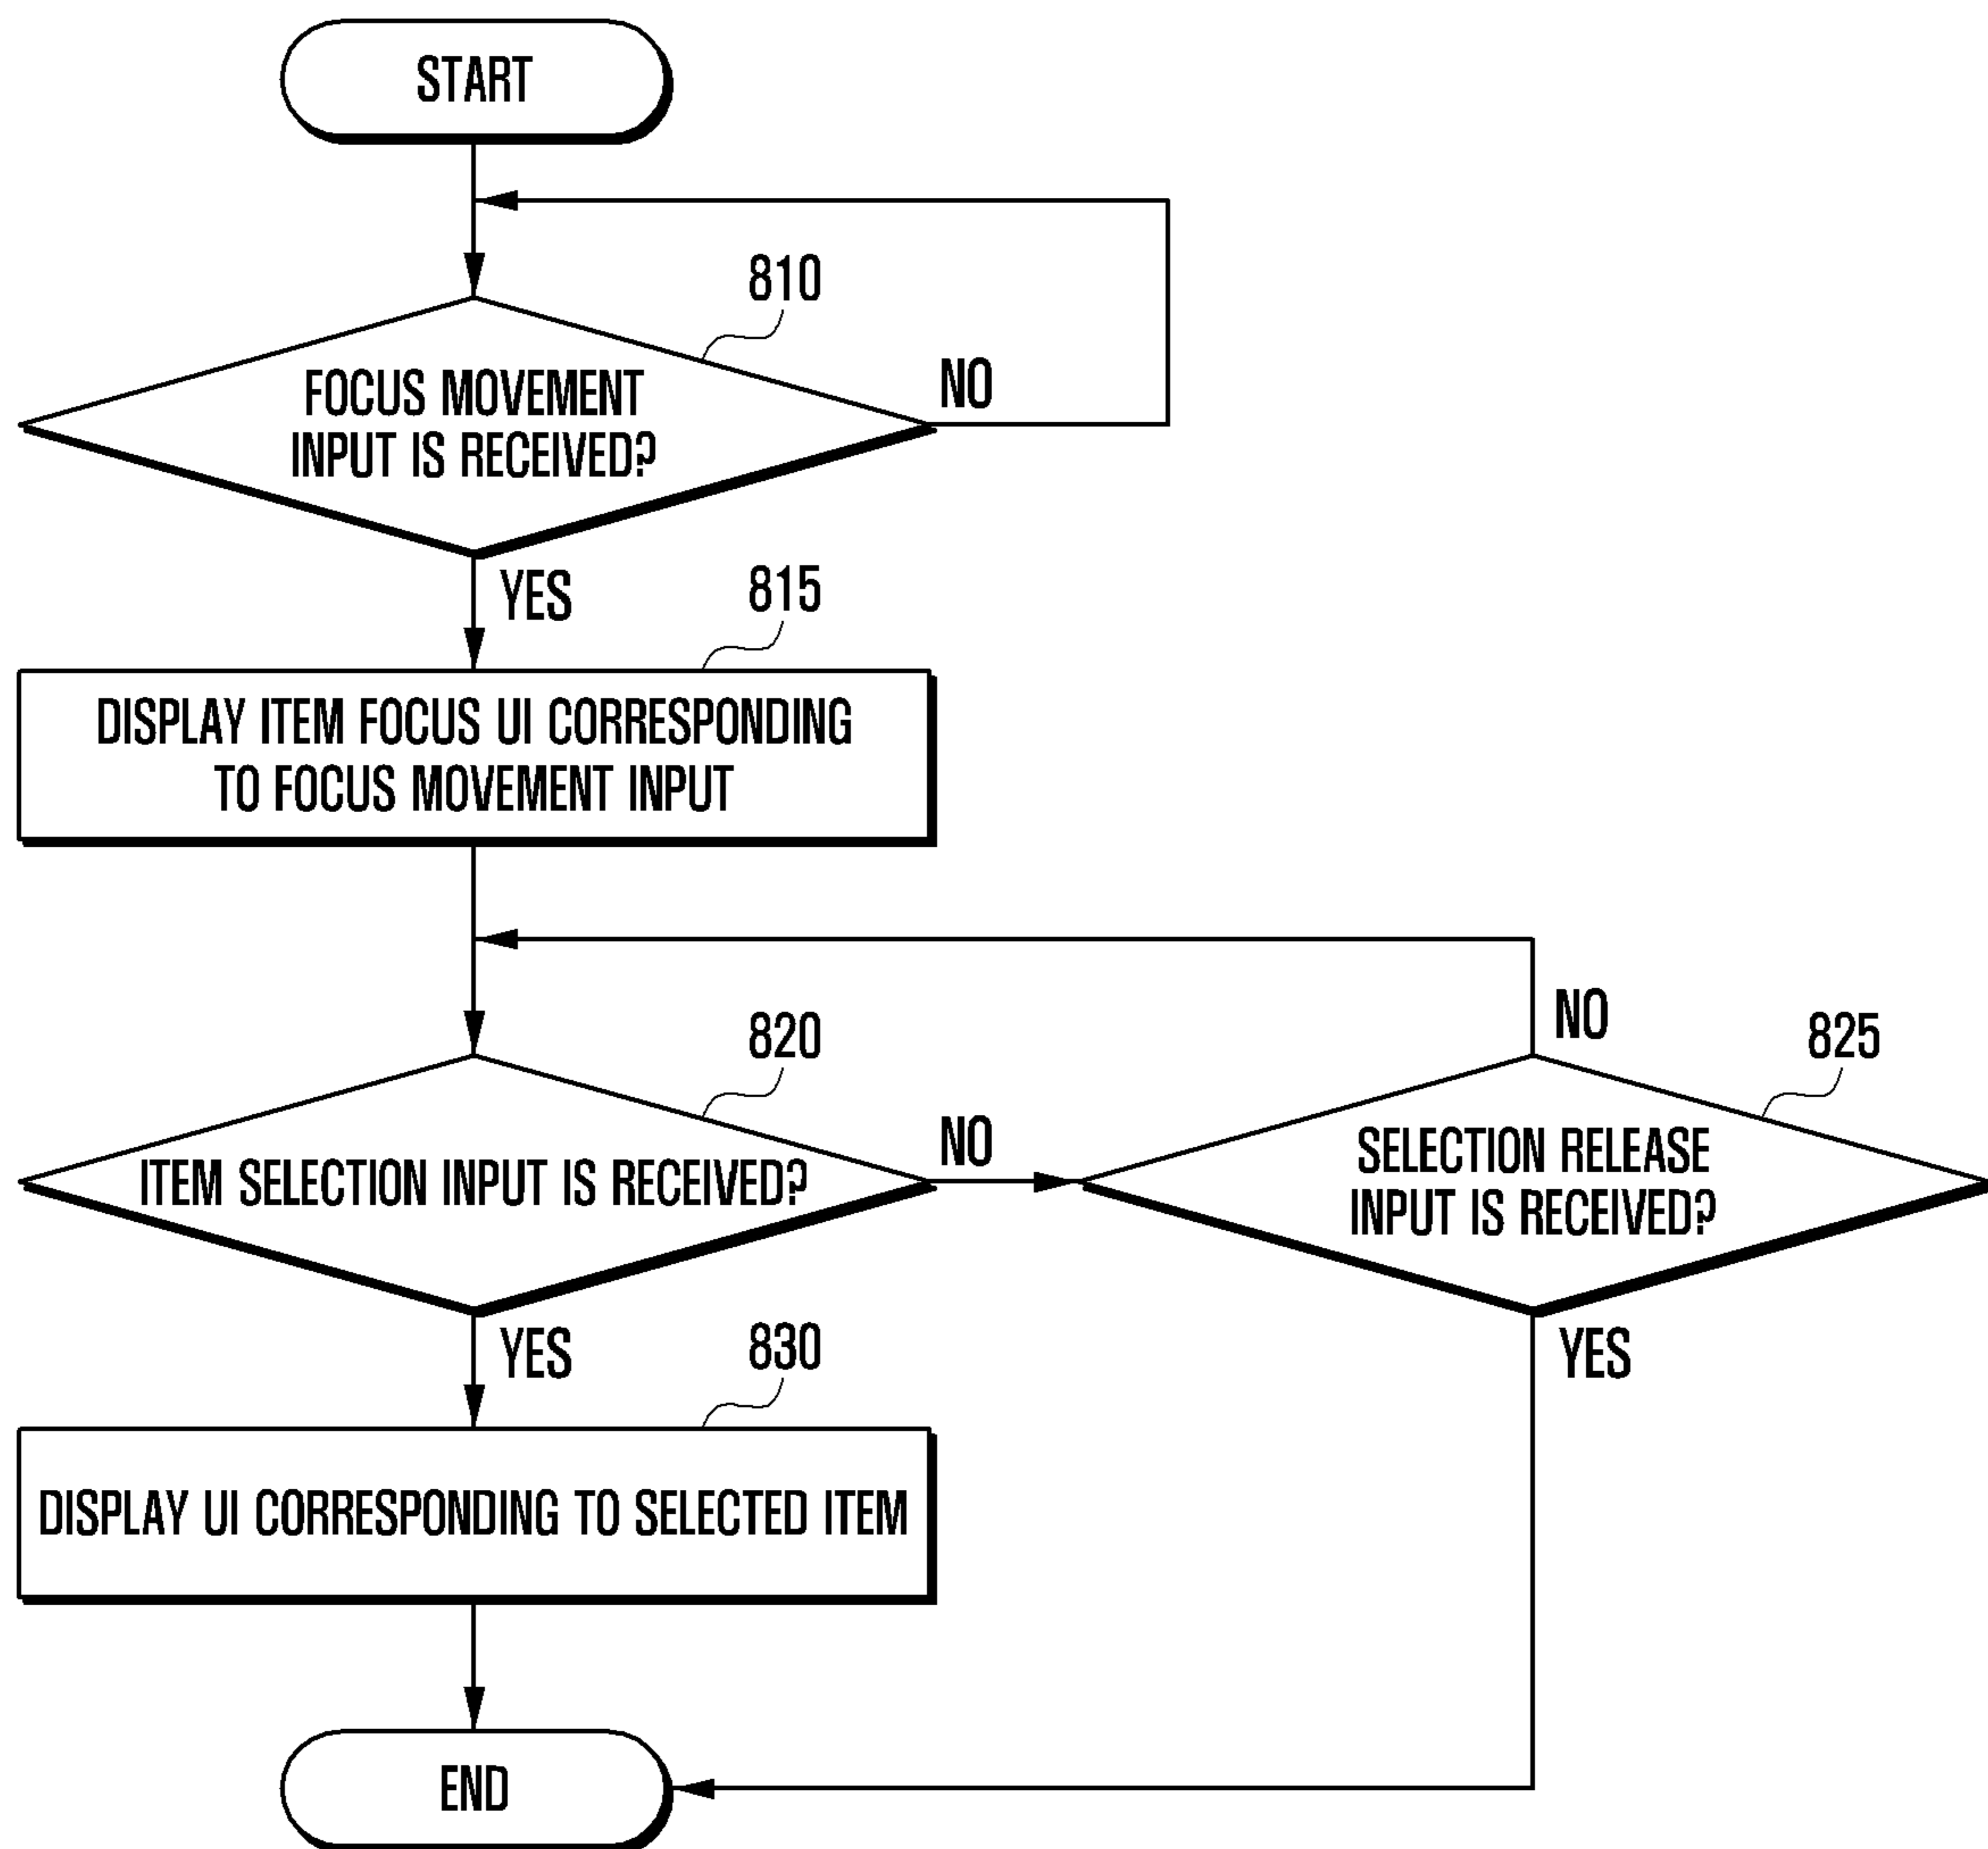 START
810
FOCUS MOVEMENT
INPUT IS RECEIVED?
NO
YES
815
DISPLAY ITEM FOCUS UI CORRESPONDING
TO FOCUS MOVEMENT INPUT
820
ITEM SELECTION INPUT IS RECEIVED?
NO
NO
825
SELECTION RELEASE
INPUT IS RECEIVED?
YES
YES
830
DISPLAY UI CORRESPONDING TO SELECTED ITEM
END